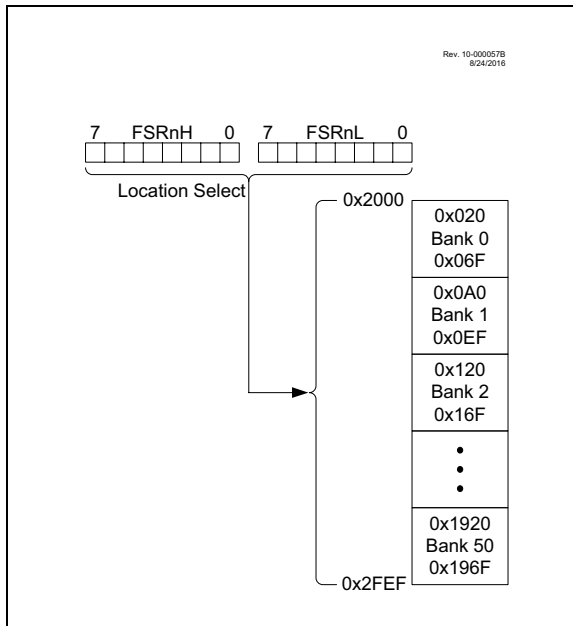 Rev. 10-000057B
8/24/2016
7 FSRnH 0 7 FSRnL 0
Location Select
0x2000
0x020
Bank 0
0x06F
0x0A0
Bank 1
0x0EF
0x120
Bank 2
0x16F
0x1920
Bank 50
0x196F
0x2FEF